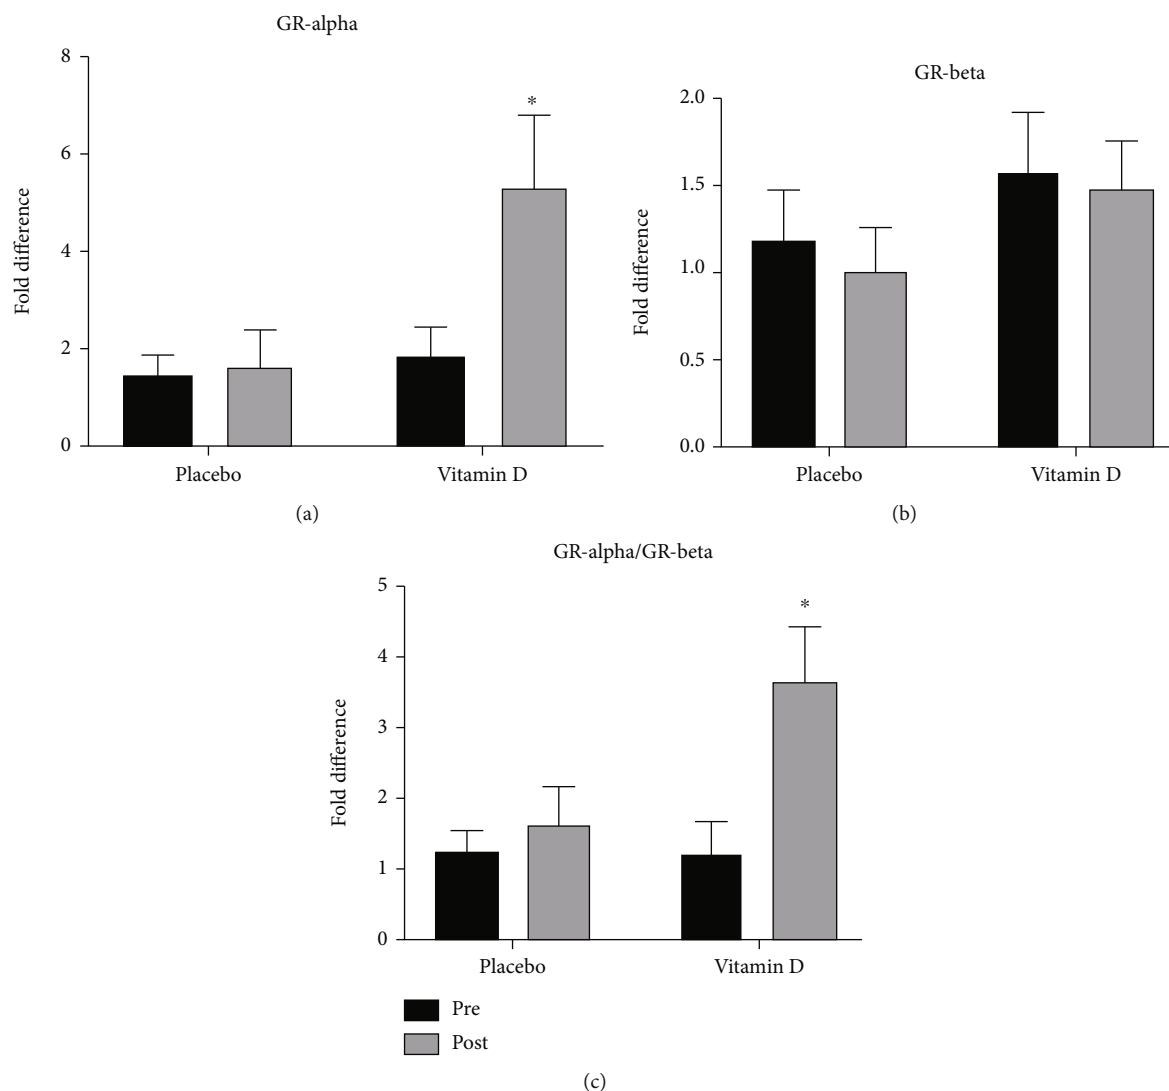 GR-alpha
Fold difference
8
6
4
2
0
*
Placebo
Vitamin D
(a)
GR-beta
Fold difference
2.0
1.5
1.0
0.5
0.0
Placebo
Vitamin D
(b)
GR-alpha/GR-beta
Fold difference
5
4
3
2
1
0
*
Placebo
Vitamin D
Pre
Post
(c)